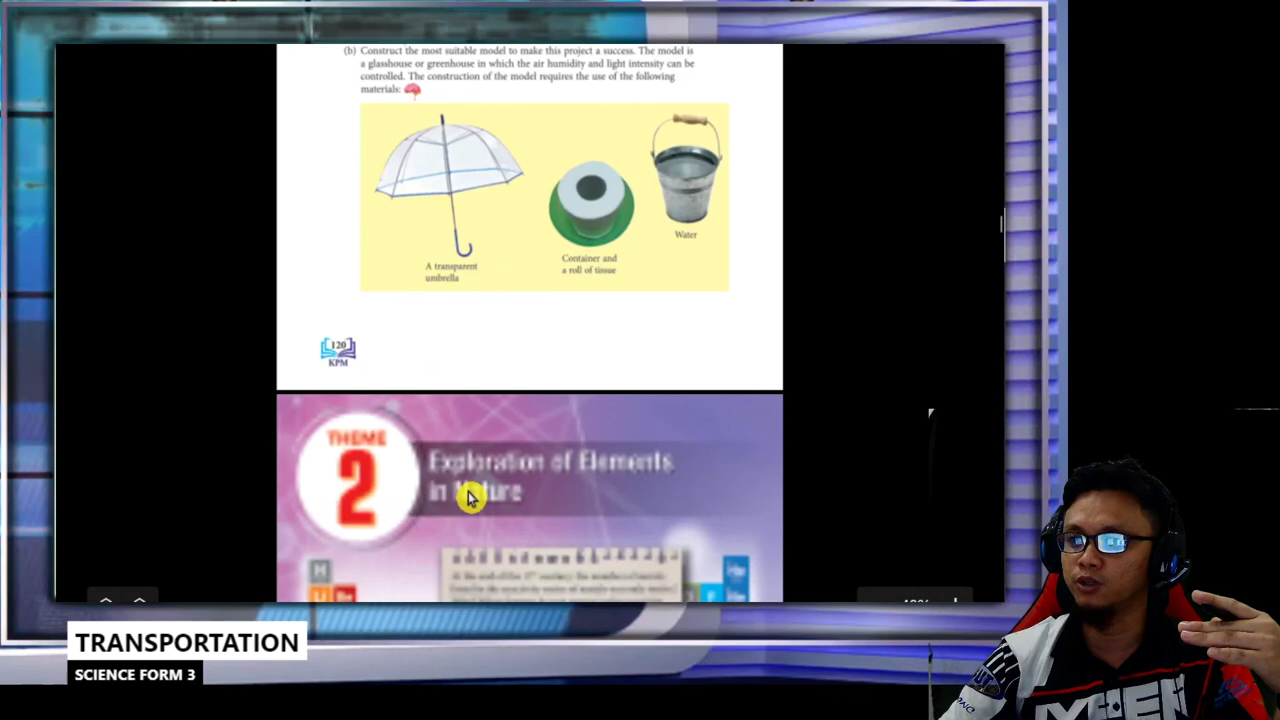 (b) Construct the most suitable model to make this project a success. The model is
a glasshouse or greenhouse in which the air humidity and light intensity can be
controlled. The construction of the model requires the use of the following
materials:
A transparent
umbrella
Container and
a roll of tissue
Water
120
KPM
THEME
2
Exploration of Elements
in Nature
H
TRANSPORTATION
SCIENCE FORM 3